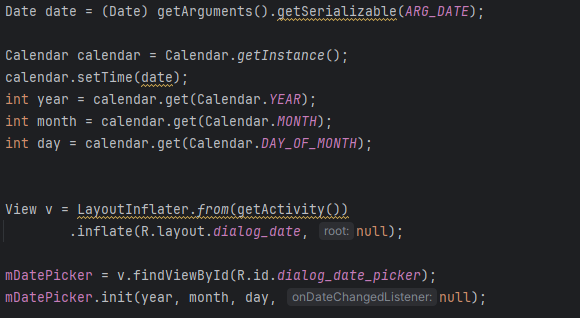 Date date = (Date) getArguments().getSerializable(ARG_DATE);
Calendar calendar = Calendar.getInstance();
calendar.setTime(date);
int year = calendar.get(Calendar.YEAR);
int month = calendar.get(Calendar.MONTH);
int day = calendar.get(Calendar.DAY_OF_MONTH);
View v = LayoutInflater.from(getActivity())
.inflate(R.layout.dialog_date, root: null);
mDatePicker = v.findViewById(R.id.dialog_date_picker);
mDatePicker.init(year, month, day, onDateChangedListener: null);